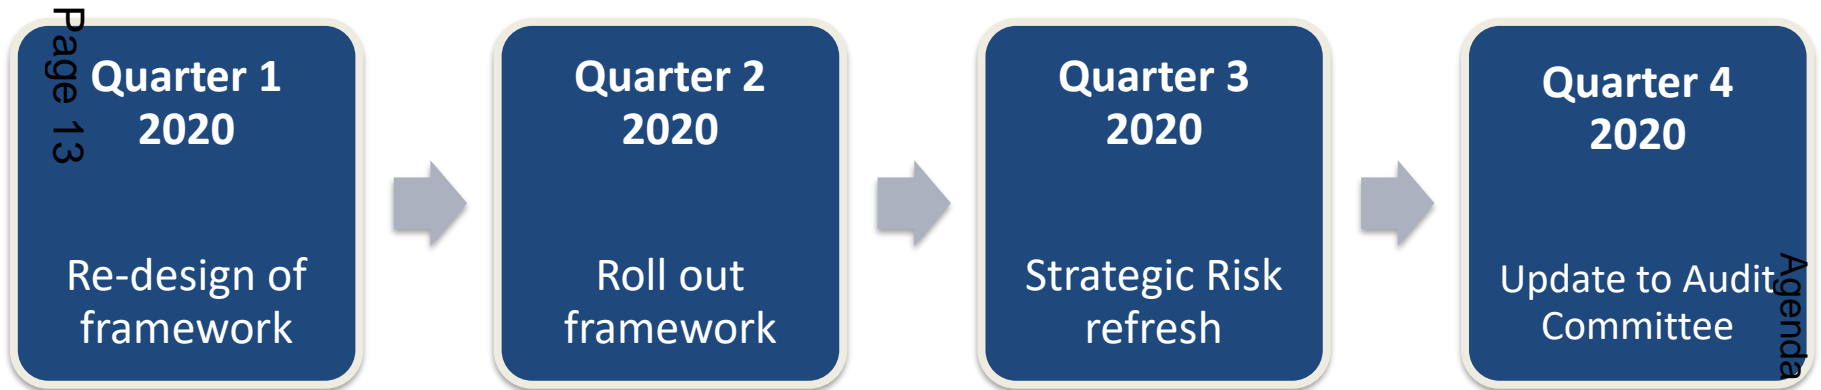 Page 13
Quarter 1
2020
Re-design of
framework
Quarter 2
2020
Roll out
framework
Quarter 3
2020
Strategic Risk
refresh
Quarter 4
2020
Update to Audit
Committee
Agenda